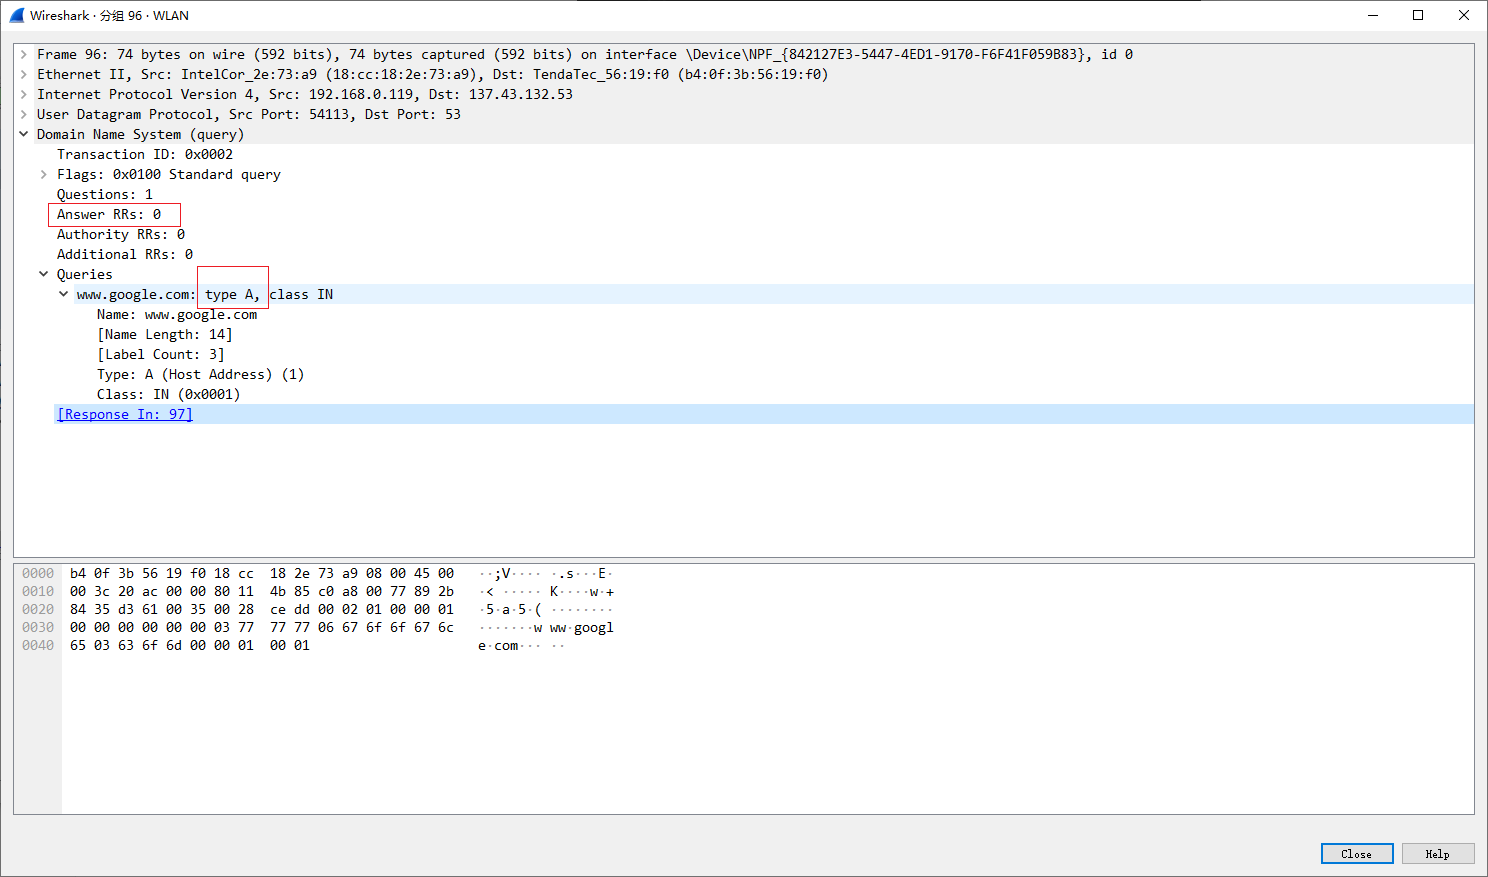 Wireshark · 分组 96 · WLAN
Frame 96: 74 bytes on wire (592 bits), 74 bytes captured (592 bits) on interface \Device\NPF_{842127E3-5447-4ED1-9170-F6F41F059B83}, id 0
Ethernet II, Src: IntelCor_2e:73:a9 (18:cc:18:2e:73:a9), Dst: TendaTec_56:19:f0 (b4:0f:3b:56:19:f0)
Internet Protocol Version 4, Src: 192.168.0.119, Dst: 137.43.132.53
User Datagram Protocol, Src Port: 54113, Dst Port: 53
Domain Name System (query)
Transaction ID: 0x0002
Flags: 0x0100 Standard query
Questions: 1
Answer RRs: 0
Authority RRs: 0
Additional RRs: 0
Queries
www.google.com: type A, class IN
Name: www.google.com
[Name Length: 14]
[Label Count: 3]
Type: A (Host Address) (1)
Class: IN (0x0001)
[Response In: 97]
0000 b4 0f 3b 56 19 f0 18 cc 18 2e 73 a9 08 00 45 00 ··;V···· ·.s···E·
0010 00 3c 20 ac 00 00 80 11 4b 85 c0 a8 00 77 89 2b ·< ····· K····w·+
0020 84 35 d3 61 00 35 00 28 ce dd 00 02 01 00 00 01 ·5·a·5·( ········
0030 00 00 00 00 00 00 03 77 77 77 06 67 6f 6f 67 6c ·······w ww·googl
0040 65 03 63 6f 6d 00 00 01 00 01 e·com··· ··
Close Help